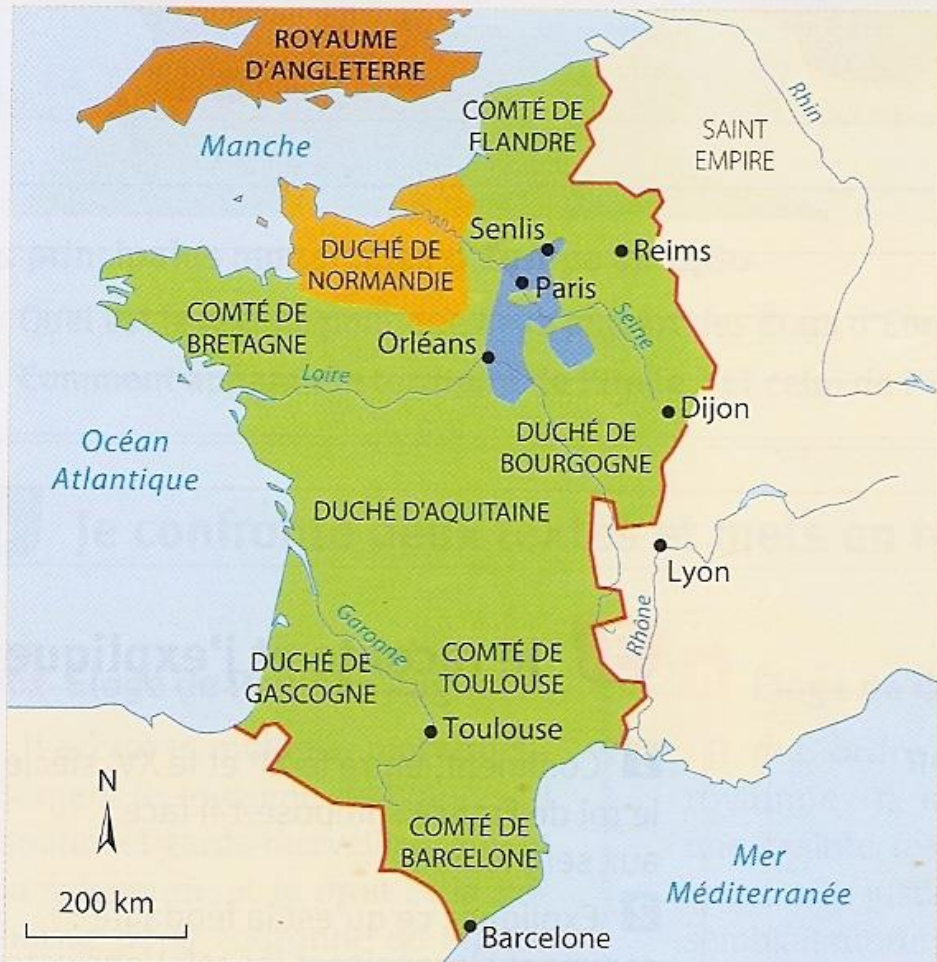 ROYAUME
D'ANGLETERRE
Manche
COMTÉ DE
FLANDRE
Rhin
SAINT
EMPIRE
DUCHÉ DE
NORMANDIE
Senlis
Reims
Paris
COMTÉ DE
BRETAGNE
Orléans
Seine
Loire
Dijon
Océan
Atlantique
DUCHÉ DE
BOURGOGNE
DUCHÉ D'AQUITAINE
Lyon
Garonne
Rhône
DUCHÉ DE
GASCOGNE
COMTÉ DE
TOULOUSE
Toulouse
N
COMTÉ DE
BARCELONE
Mer
Méditerranée
200 km
Barcelone